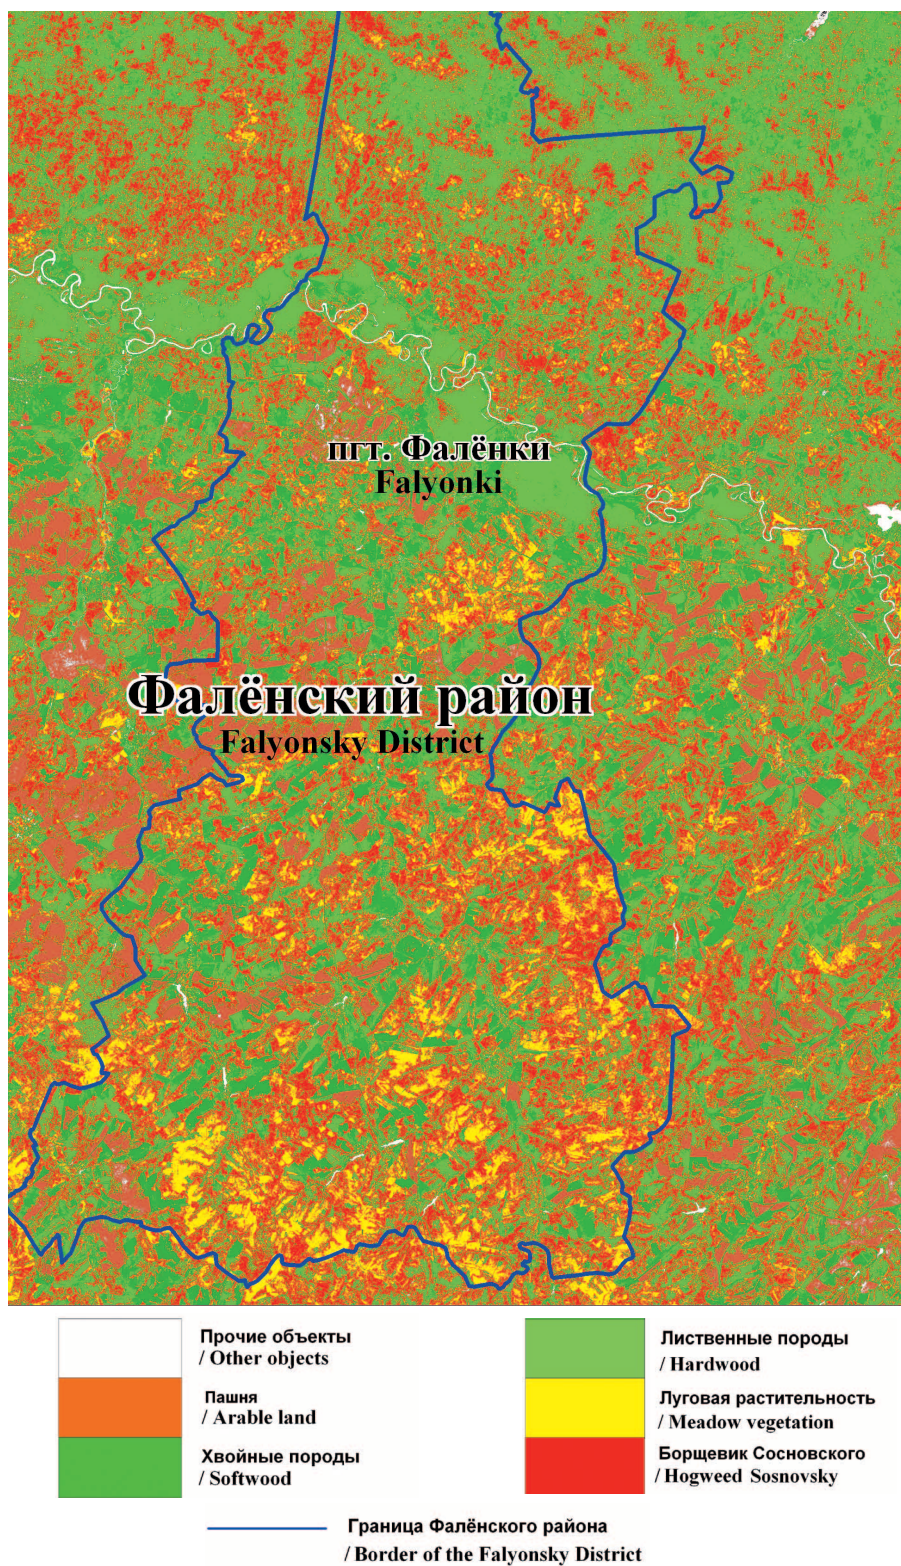 пгт. Фалёнки
Falyonki
Фалёнский район
Falyonsky District
Прочие объекты
/ Other objects
Пашня
/ Arable land
Хвойные породы
/ Softwood
Лиственные породы
/ Hardwood
Луговая растительность
/ Meadow vegetation
Борщевик Сосновского
/ Hogweed Sosnovsky
Граница Фалёнского района
/ Border of the Falyonsky District